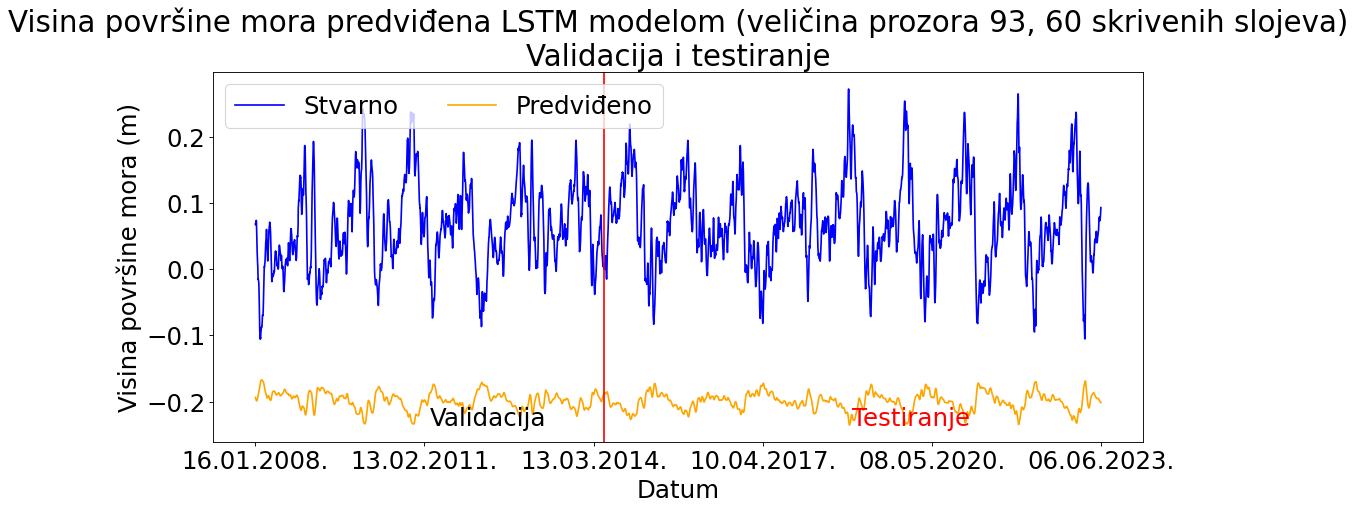 Visina površine mora predviđena LSTM modelom (veličina prozora 93, 60 skrivenih slojeva)
Validacija i testiranje
Stvarno
Predviđeno
Visina površine mora (m)
0.2
0.1
0.0
−0.1
−0.2
Validacija
Testiranje
16.01.2008.
13.02.2011.
13.03.2014.
10.04.2017.
08.05.2020.
06.06.2023.
Datum